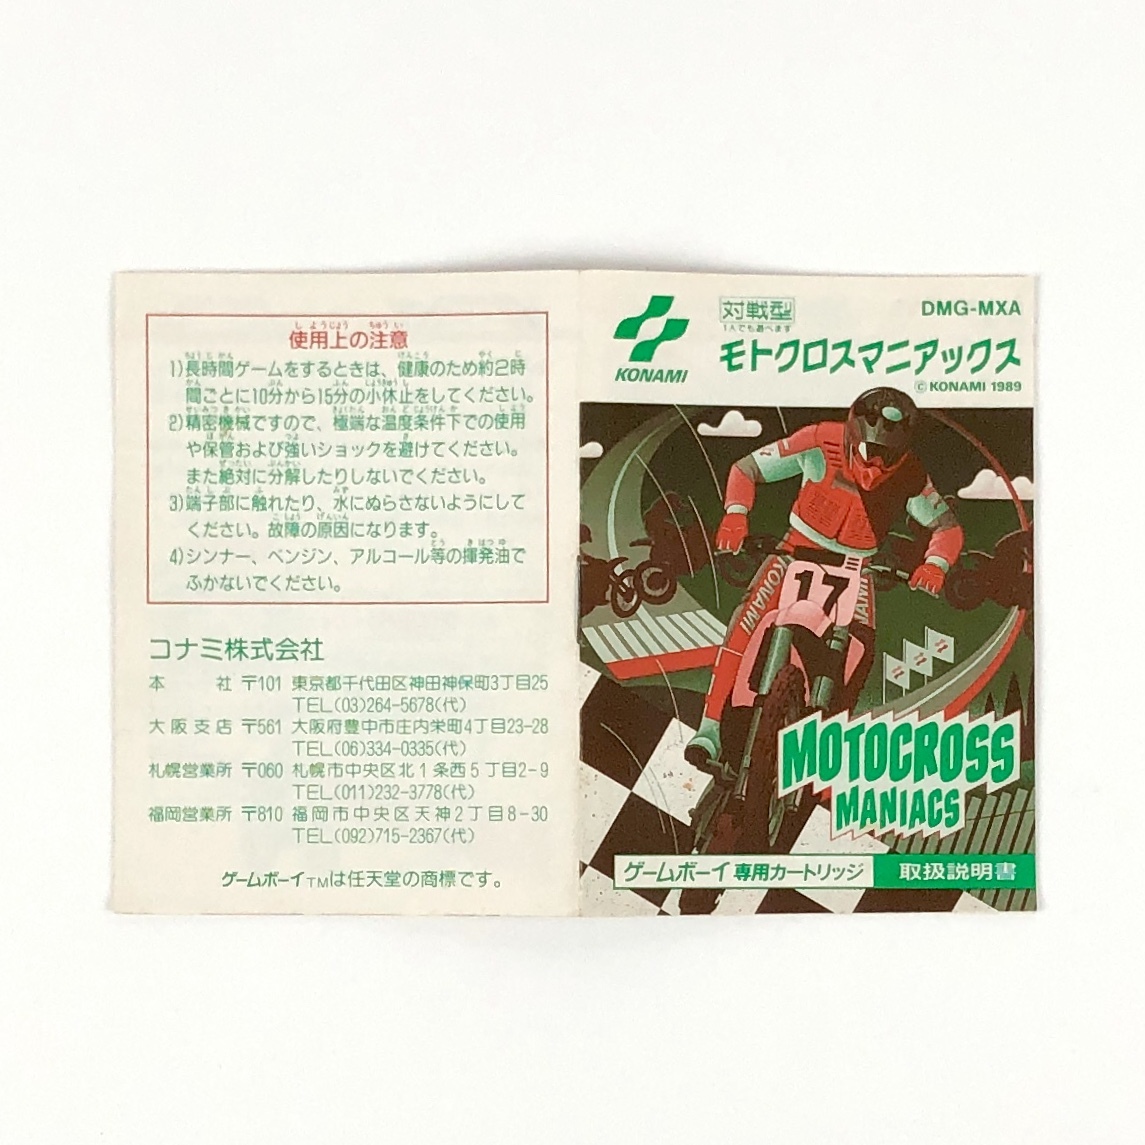 使用上の注意
1)長時間ゲームをするときは、健康のため約2時
間ごとに10分から15分の小休止をしてください。
2)精密機械ですので、極端な温度条件下での使用
や保管および強いショックを避けてください。
また絶対に分解したりしないでください。
3)端子部に触れたり、水にぬらさないようにして
ください。故障の原因になります。
4)シンナー、ベンジン、アルコール等の揮発油で
ふかないでください。
コナミ株式会社
本 社 〒101 東京都千代田区神田神保町3丁目25
TEL(03)264-5678(代)
大阪支店 〒561 大阪府豊中市庄内栄町4丁目23-28
TEL(06)334-0335(代)
札幌営業所 〒060 札幌市中央区北1条西5丁目2-9
TEL(011)232-3778(代)
福岡営業所 〒810 福岡市中央区天神2丁目8-30
TEL(092)715-2367(代)
ゲームボーイTMは任天堂の商標です。
KONAMI
対戦型
1人でも遊べます
DMG-MXA
モトクロスマニアックス
©KONAMI 1989
17
KONAMI
MOTOCROSS
MANIACS
ゲームボーイ専用カートリッジ
取扱説明書